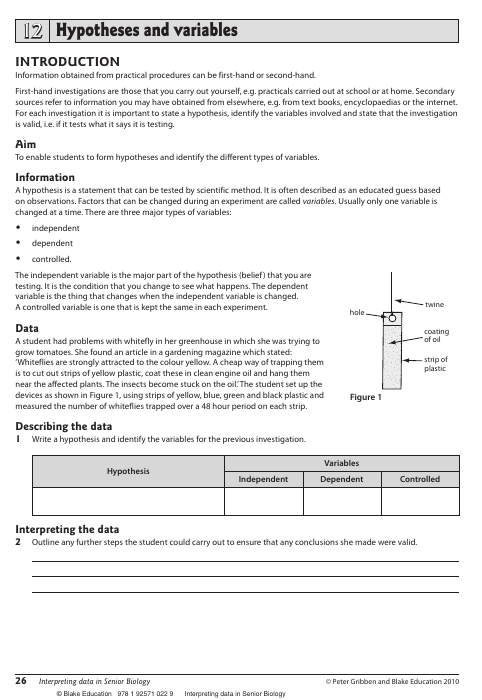 12 Hypotheses and variables
INTRODUCTION
Information obtained from practical procedures can be first-hand or second-hand.
First-hand investigations are those that you carry out yourself, e.g. practicals carried out at school or at home. Secondary
sources refer to information you may have obtained from elsewhere, e.g. from text books, encyclopaedias or the internet.
For each investigation it is important to state a hypothesis, identify the variables involved and state that the investigation
is valid, i.e. if it tests what it says it is testing.
Aim
To enable students to form hypotheses and identify the different types of variables.
Information
A hypothesis is a statement that can be tested by scientific method. It is often described as an educated guess based
on observations. Factors that can be changed during an experiment are called variables. Usually only one variable is
changed at a time. There are three major types of variables:
• independent
• dependent
• controlled.
The independent variable is the major part of the hypothesis (belief) that you are
testing. It is the condition that you change to see what happens. The dependent
variable is the thing that changes when the independent variable is changed.
A controlled variable is one that is kept the same in each experiment.
Data
A student had problems with whitefly in her greenhouse in which she was trying to
grow tomatoes. She found an article in a gardening magazine which stated:
'Whiteflies are strongly attracted to the colour yellow. A cheap way of trapping them
is to cut out strips of yellow plastic, coat these in clean engine oil and hang them
near the affected plants. The insects become stuck on the oil.' The student set up the
devices as shown in Figure 1, using strips of yellow, blue, green and black plastic and
measured the number of whiteflies trapped over a 48 hour period on each strip.
twine
hole
coating
of oil
strip of
plastic
Figure 1
Describing the data
1 Write a hypothesis and identify the variables for the previous investigation.
Hypothesis
Variables
Independent Dependent Controlled
Interpreting the data
2 Outline any further steps the student could carry out to ensure that any conclusions she made were valid.
26 Interpreting data in Senior Biology © Peter Gribben and Blake Education 2010
© Blake Education 978 1 92571 022 9 Interpreting data in Senior Biology